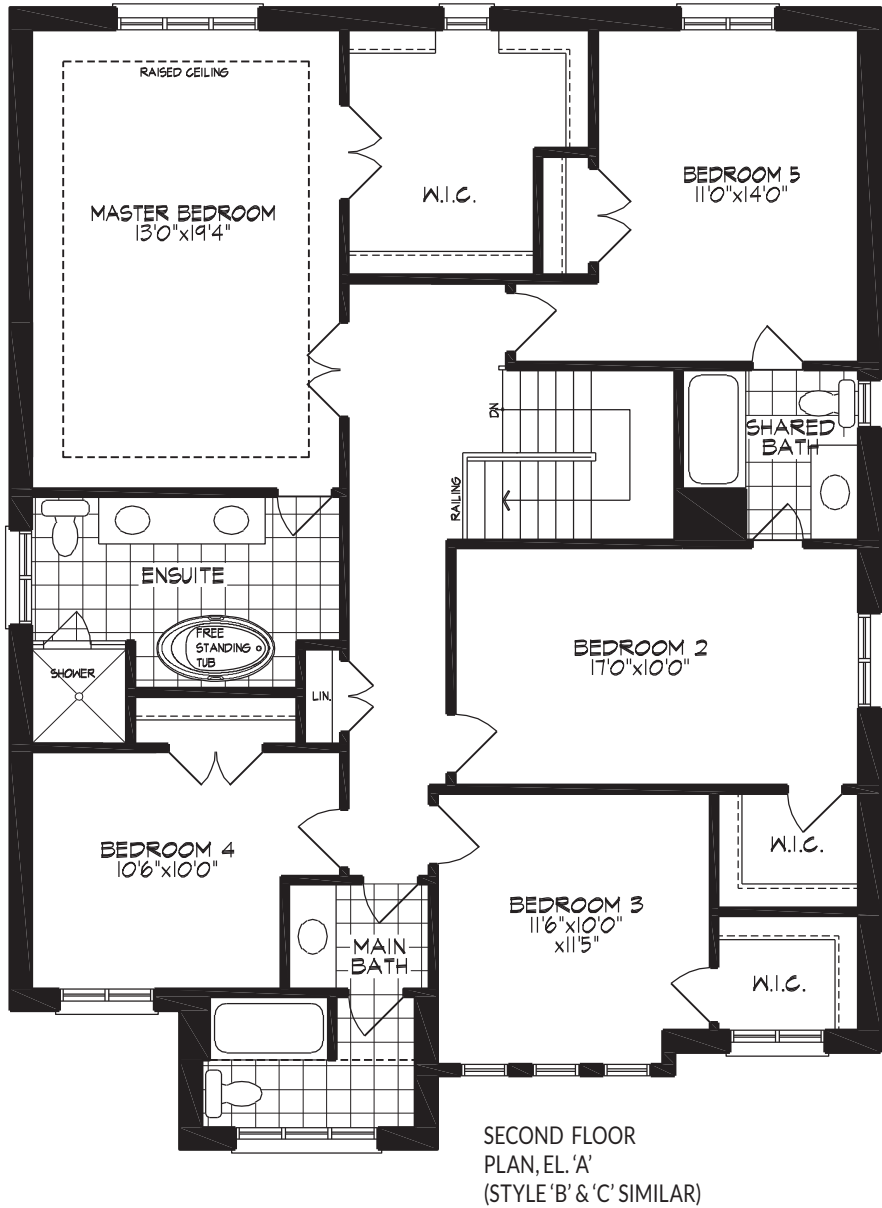 RAISED CEILING
MASTER BEDROOM
13'0"x19'4"
W.I.C.
BEDROOM 5
11'0"x14'0"
DN
RAILING
SHARED
BATH
ENSUITE
FREE
STANDING
TUB
SHOWER
LIN.
BEDROOM 2
17'0"x10'0"
W.I.C.
BEDROOM 4
10'6"x10'0"
BEDROOM 3
11'6"x10'0"
x11'5"
MAIN
BATH
W.I.C.
SECOND FLOOR
PLAN, EL. ‘A’
(STYLE ‘B’ & ‘C’ SIMILAR)